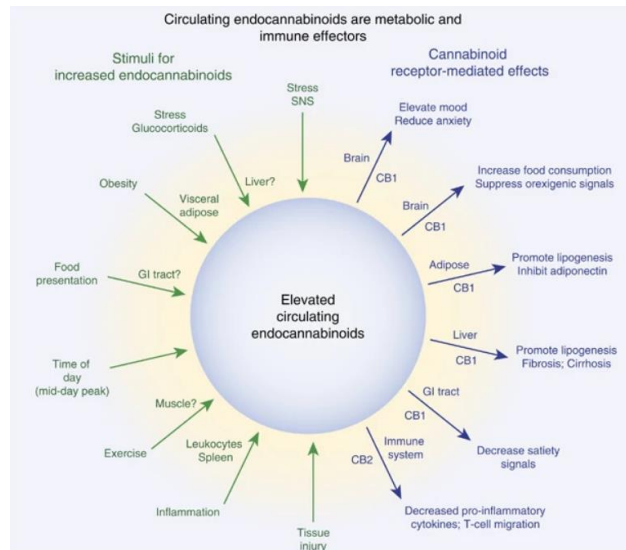 Circulating endocannabinoids are metabolic and
immune effectors
Stimuli for
increased endocannabinoids
Cannabinoid
receptor-mediated effects
Stress
SNS
Stress
Glucocorticoids
Liver?
Obesity
Visceral
adipose
Food
presentation
GI tract?
Time of
day
(mid-day peak)
Muscle?
Exercise
Leukocytes
Spleen
Inflammation
Tissue
injury
Elevated
circulating
endocannabinoids
Elevate mood
Reduce anxiety
Brain
CB1
Increase food consumption
Suppress orexigenic signals
Brain
CB1
Promote lipogenesis
Inhibit adiponectin
Adipose
CB1
Liver
CB1
Promote lipogenesis
Fibrosis; Cirrhosis
GI tract
CB1
Decrease satiety
signals
Immune
system
CB2
Decreased pro-inflammatory
cytokines; T-cell migration